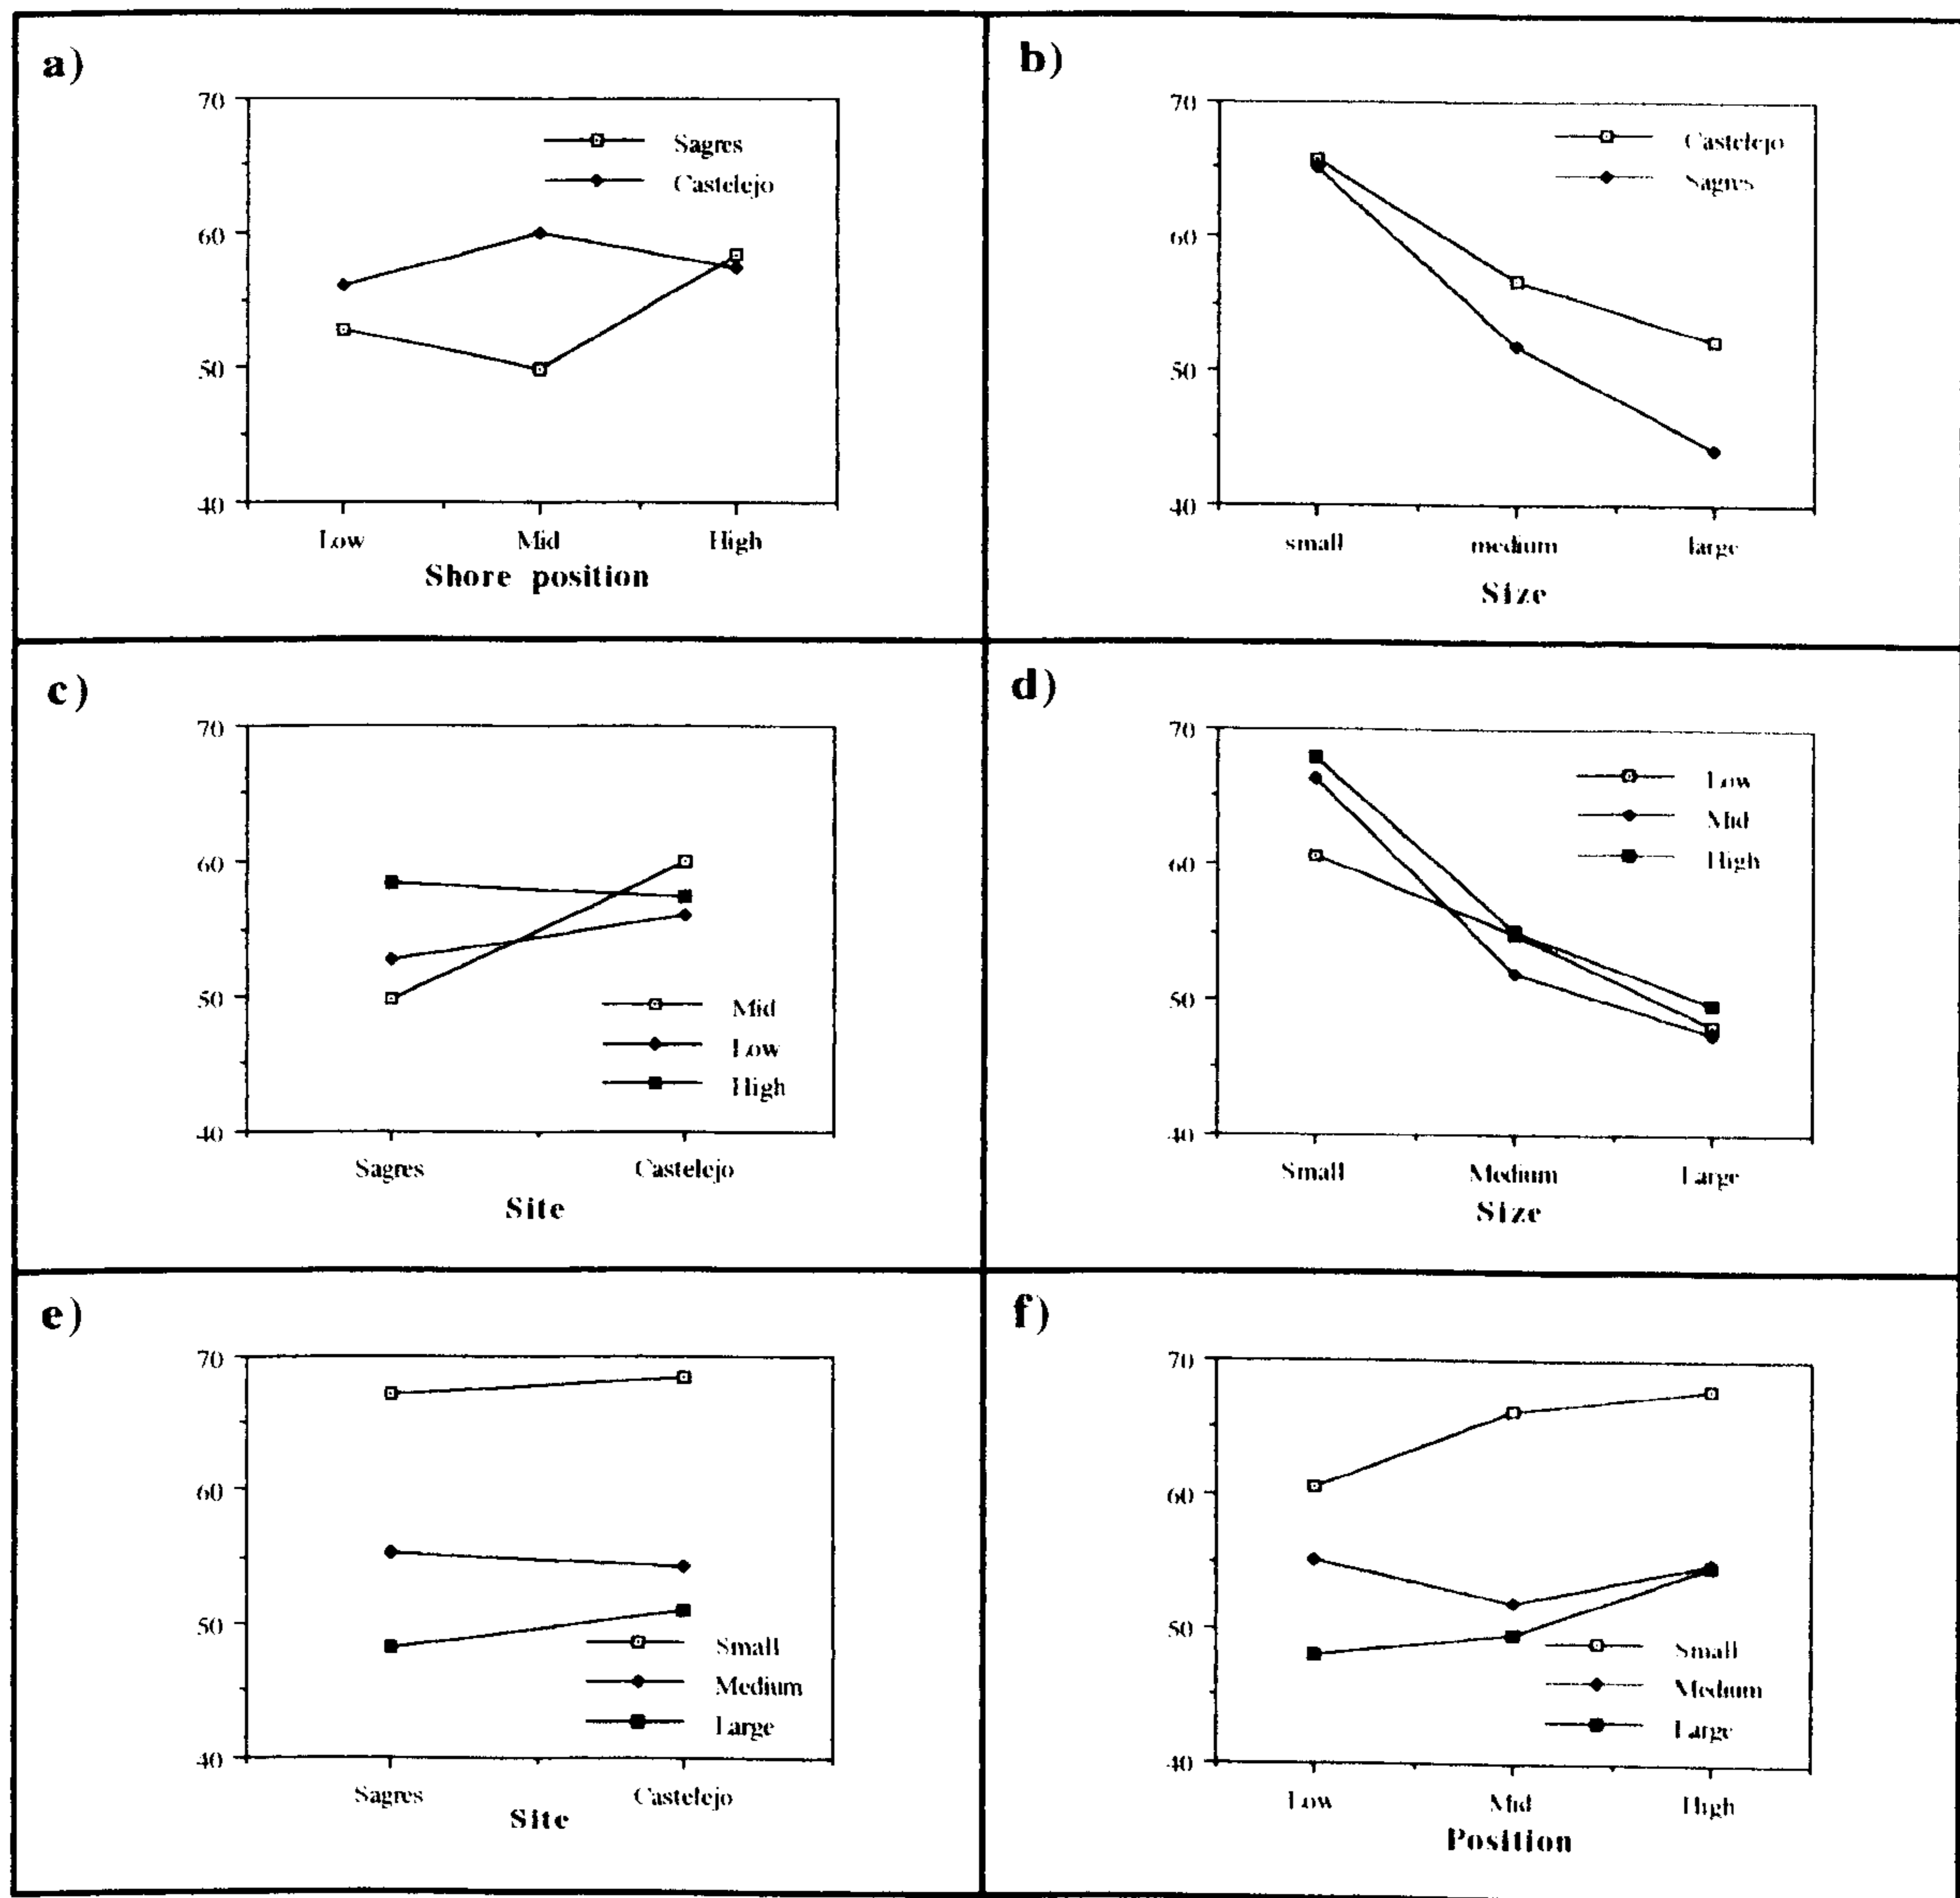 a)
70
60
50
40
Sagres
Castelejo
Low Mid High
Shore position
b)
70
60
50
40
Castelejo
Sagres
small medium large
Size
c)
70
60
50
40
Mid
Low
High
Sagres Castelejo
Site
d)
70
60
50
40
Low
Mid
High
Small Medium Large
Size
e)
70
60
50
40
Small
Medium
Large
Sagres Castelejo
Site
f)
70
60
50
40
Small
Medium
Large
Low Mid High
Position